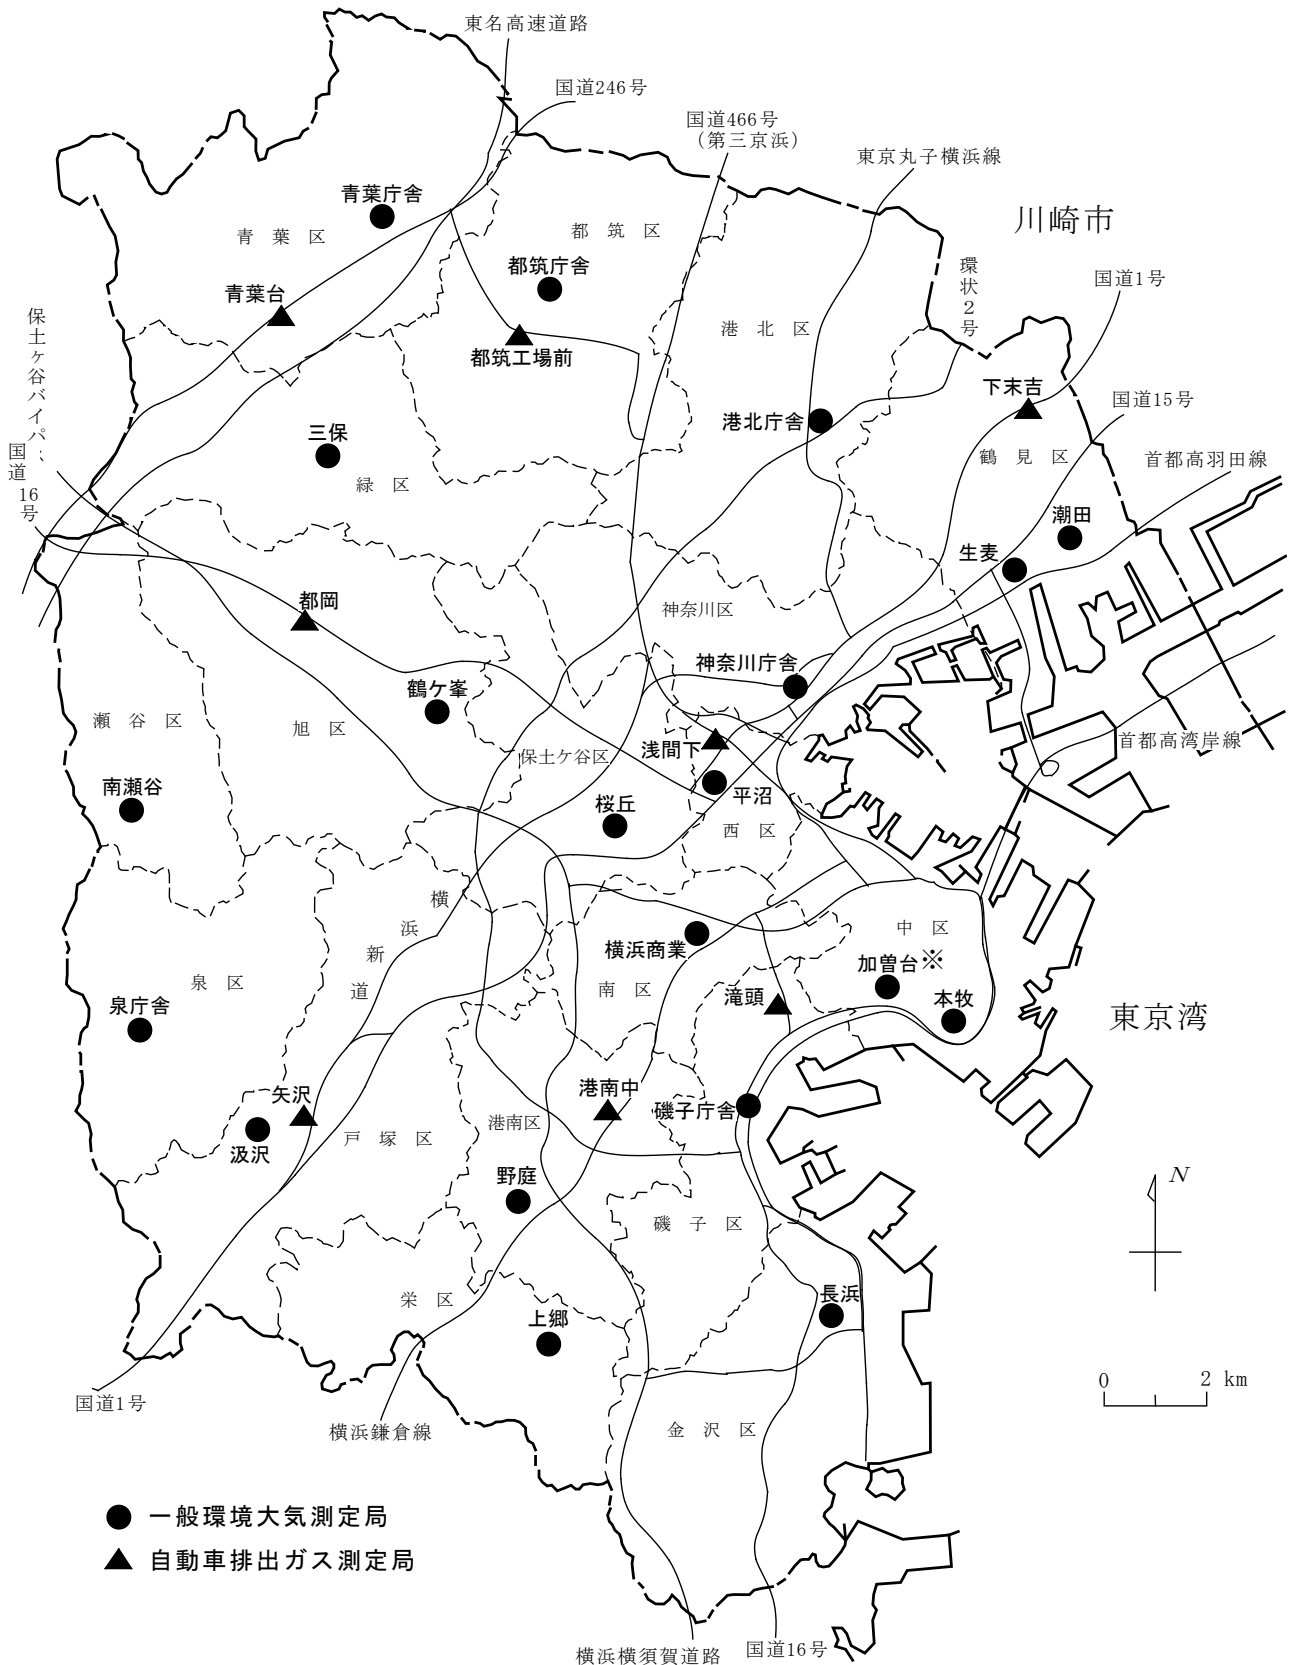 東名高速道路
国道246号
国道466号
(第三京浜)
東京丸子横浜線
川崎市
青葉庁舎
青葉区
都筑区
都筑庁舎
環状2号
国道1号
青葉台
保土ヶ谷バイパス
港北区
都筑工場前
下末吉
国道15号
港北庁舎
三保
国道16号
緑区
鶴見区
首都高羽田線
潮田
生麦
都岡
神奈川区
神奈川庁舎
鶴ケ峯
瀬谷区
旭区
保土ケ谷区
浅間下
首都高湾岸線
南瀬谷
桜丘
平沼
西区
横浜新道
横浜商業
中区
加曽台※
泉区
南区
滝頭
本牧
東京湾
泉庁舎
矢沢
港南中
磯子庁舎
汲沢
戸塚区
港南区
野庭
N
磯子区
栄区
上郷
長浜
0 2 km
国道1号
横浜鎌倉線
金沢区
一般環境大気測定局
自動車排出ガス測定局
横浜横須賀道路
国道16号